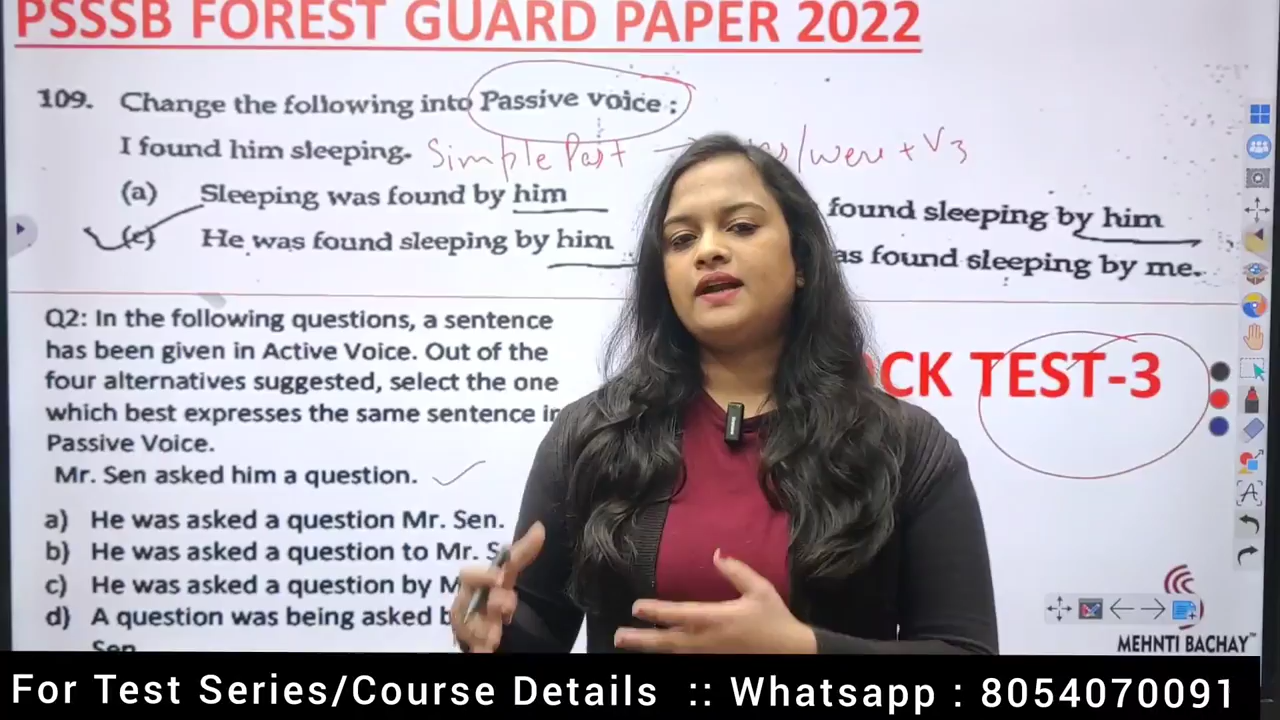 PSSSB FOREST GUARD PAPER 2022
109. Change the following into Passive voice :
I found him sleeping. Simple Past → /were + V3
(a) Sleeping was found by him
found sleeping by him
(c) He was found sleeping by him
as found sleeping by me.
Q2: In the following questions, a sentence
has been given in Active Voice. Out of the
four alternatives suggested, select the one
which best expresses the same sentence in
Passive Voice.
Mr. Sen asked him a question.
a) He was asked a question Mr. Sen.
b) He was asked a question to Mr. S
c) He was asked a question by M
d) A question was being asked b
Sen
CK TEST-3
MEHNTI BACHAY™
For Test Series/Course Details :: Whatsapp : 8054070091